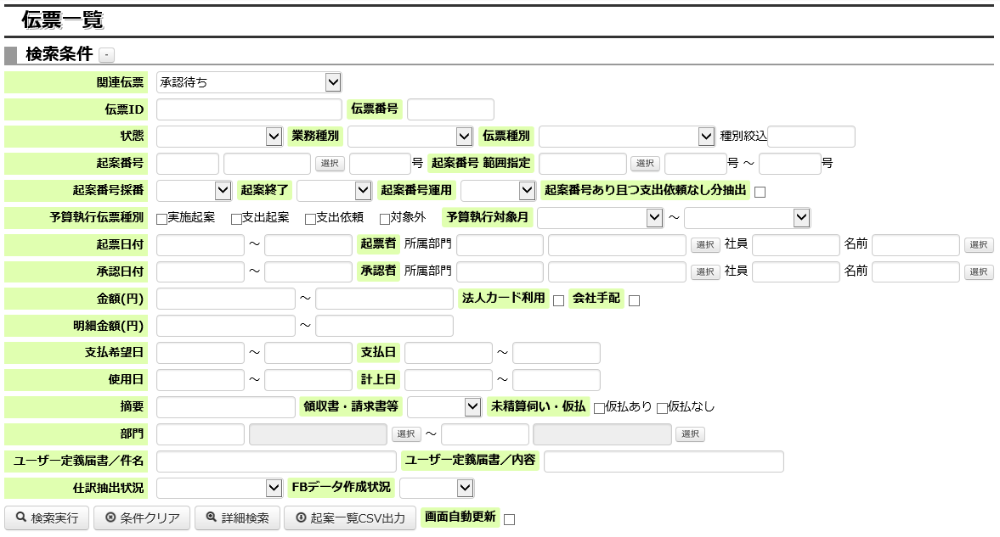 伝票一覧
検索条件 -
関連伝票 承認待ち
伝票ID 伝票番号
状態 業務種別 伝票種別 種別絞込
起案番号 選択 号 起案番号 範囲指定 選択 号 ～ 号
起案番号採番 起案終了 起案番号運用 起案番号あり且つ支出依頼なし分抽出
予算執行伝票種別 実施起案 支出起案 支出依頼 対象外 予算執行対象月 ～
起票日付 ～ 起票者 所属部門 選択 社員 名前 選択
承認日付 ～ 承認者 所属部門 選択 社員 名前 選択
金額(円) ～ 法人カード利用 会社手配
明細金額(円) ～
支払希望日 ～ 支払日 ～
使用日 ～ 計上日 ～
摘要 領収書・請求書等 未精算伺い・仮払 仮払あり 仮払なし
部門 選択 ～ 選択
ユーザー定義届書／件名 ユーザー定義届書／内容
仕訳抽出状況 FBデータ作成状況
検索実行 条件クリア 詳細検索 起案一覧CSV出力 画面自動更新